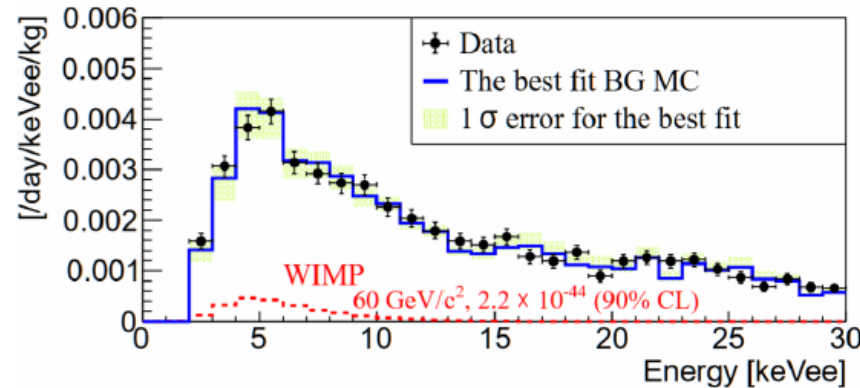 [/day/keVee/kg]
0.006
0.005
0.004
0.003
0.002
0.001
0
Data
The best fit BG MC
1 σ error for the best fit
WIMP
60 GeV/c², 2.2 × 10⁻⁴⁴ (90% CL)
0 5 10 15 20 25 30
Energy [keVee]